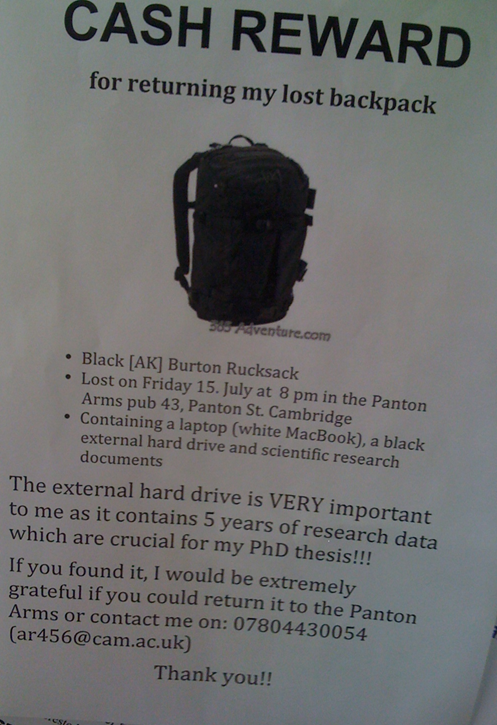 CASH REWARD
for returning my lost backpack
365 Adventure.com
• Black [AK] Burton Rucksack
• Lost on Friday 15. July at 8 pm in the Panton
Arms pub 43, Panton St. Cambridge
• Containing a laptop (white MacBook), a black
external hard drive and scientific research
documents
The external hard drive is VERY important
to me as it contains 5 years of research data
which are crucial for my PhD thesis!!!
If you found it, I would be extremely
grateful if you could return it to the Panton
Arms or contact me on: 07804430054
(ar456@cam.ac.uk)
Thank you!!